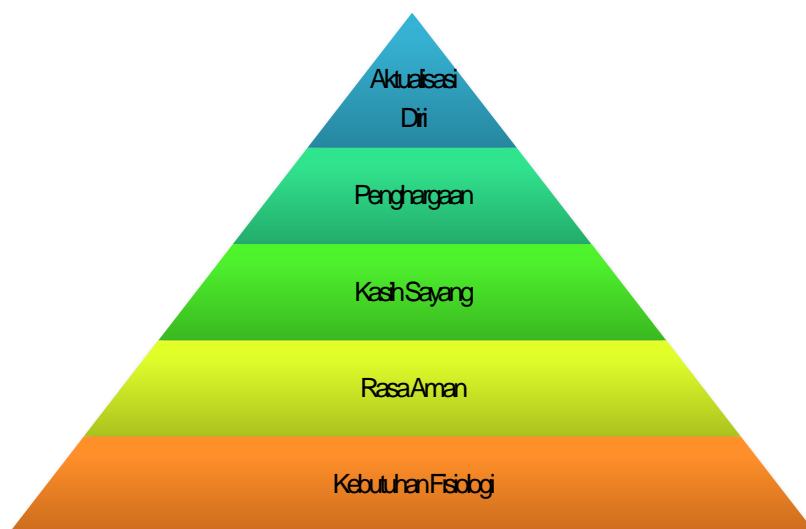 Aktualisasi
Diri
Penghargaan
Kasih Sayang
Rasa Aman
Kebutuhan Fisiologi